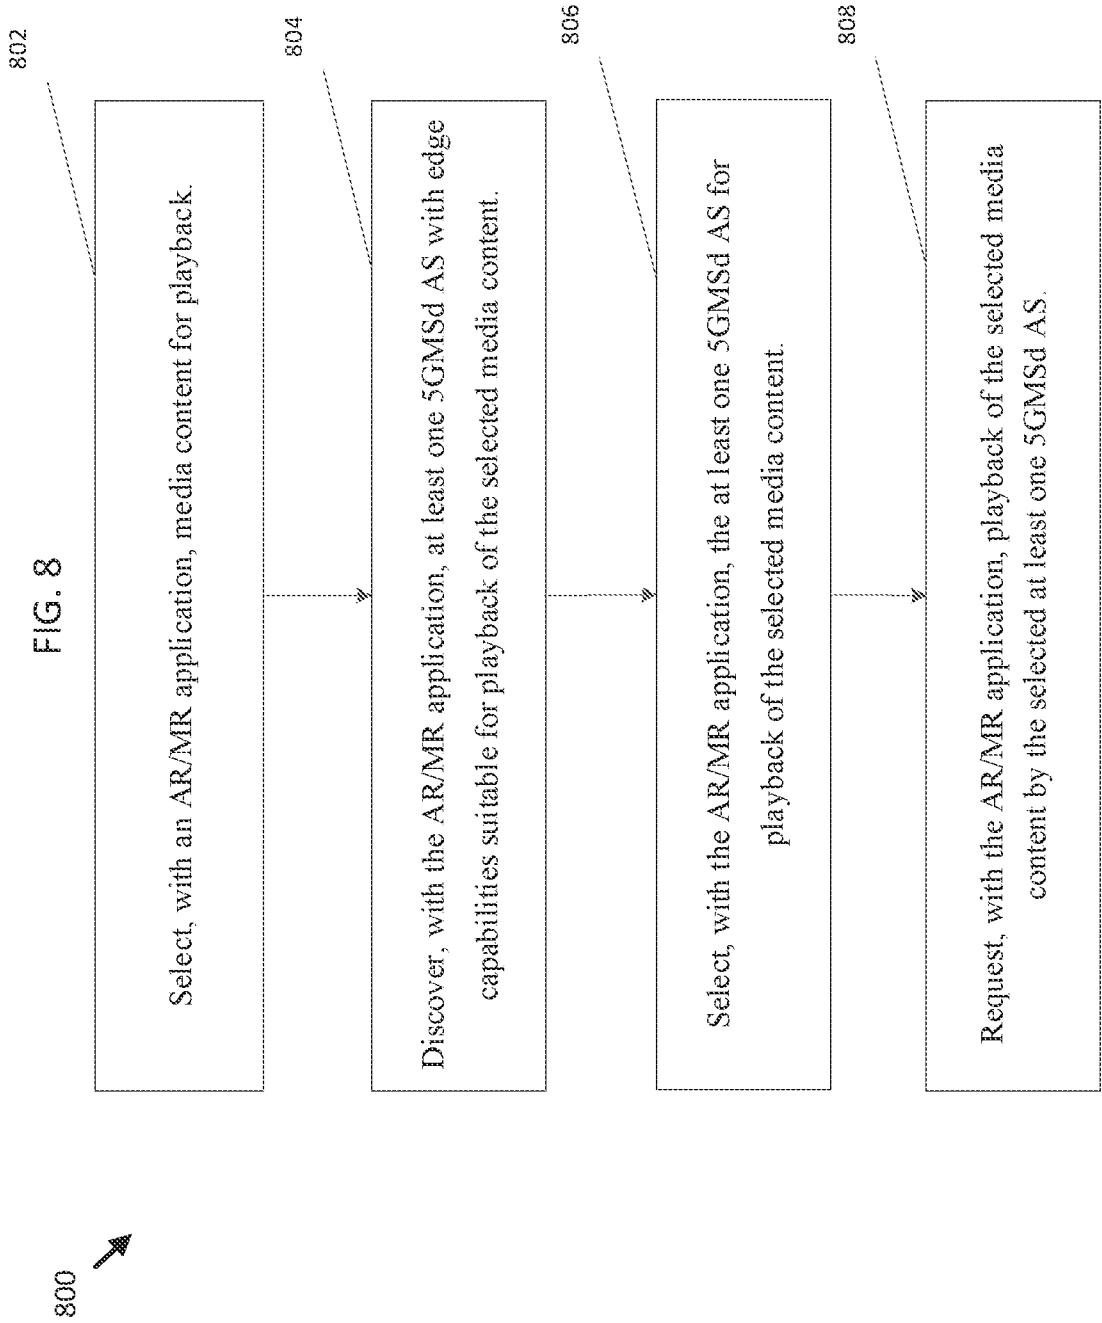 FIG. 8
800
802
Select, with an AR/MR application, media content for playback.
804
Discover, with the AR/MR application, at least one 5GMSd AS with edge
capabilities suitable for playback of the selected media content.
806
Select, with the AR/MR application, the at least one 5GMSd AS for
playback of the selected media content.
808
Request, with the AR/MR application, playback of the selected media
content by the selected at least one 5GMSd AS.